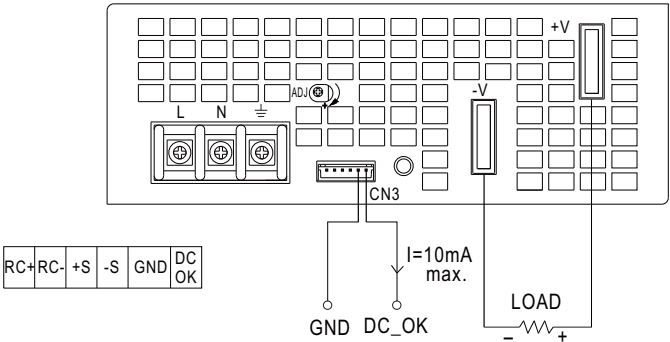 +V
ADJ
+
-V
L N
CN3
RC+ RC- +S -S GND DC OK
I=10mA
max.
GND DC_OK
LOAD
– +